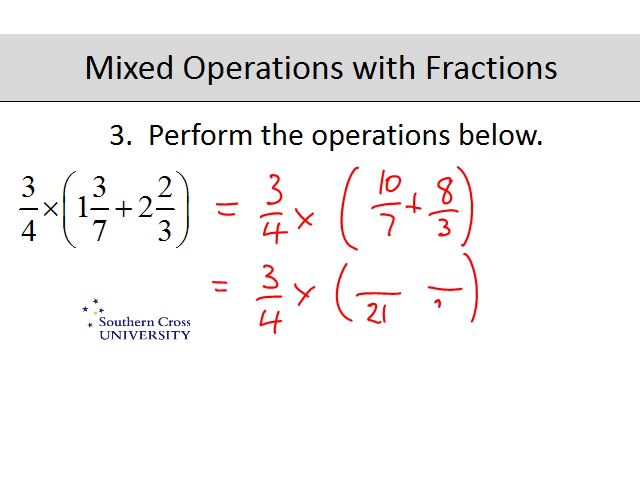 Mixed Operations with Fractions
3. Perform the operations below.
3/4 × (1 3/7 + 2 2/3) = 3/4 × (10/7 + 8/3)
= 3/4 × ( /21 / )
Southern Cross
UNIVERSITY